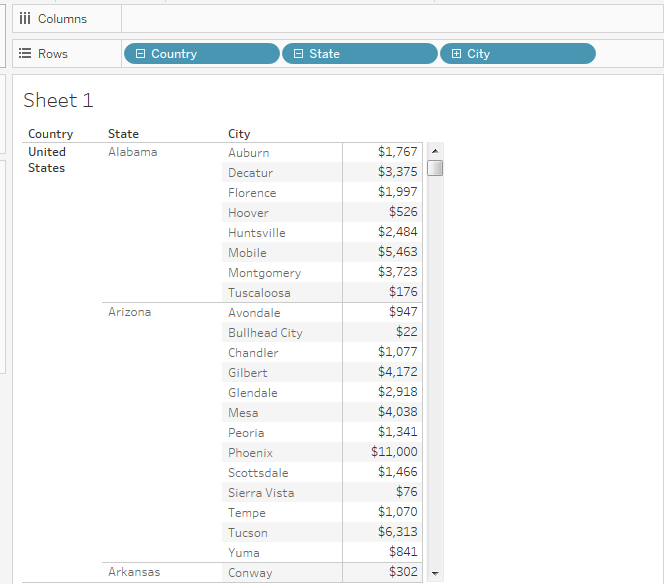 Columns
Rows Country State City
Sheet 1
Country State City
United States Alabama Auburn $1,767
Decatur $3,375
Florence $1,997
Hoover $526
Huntsville $2,484
Mobile $5,463
Montgomery $3,723
Tuscaloosa $176
Arizona Avondale $947
Bullhead City $22
Chandler $1,077
Gilbert $4,172
Glendale $2,918
Mesa $4,038
Peoria $1,341
Phoenix $11,000
Scottsdale $1,466
Sierra Vista $76
Tempe $1,070
Tucson $6,313
Yuma $841
Arkansas Conway $302